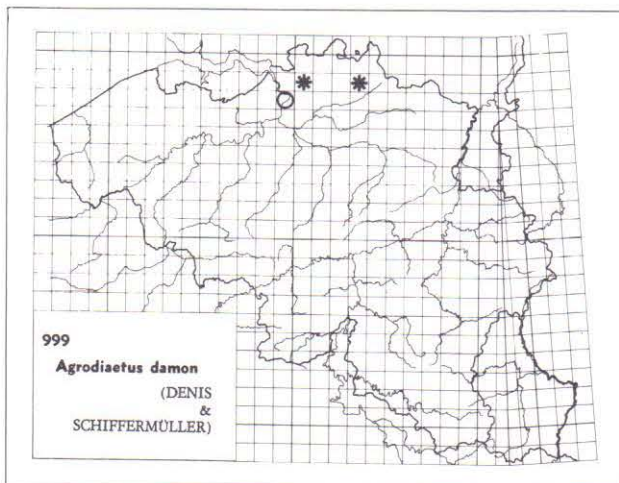 999
Agrodiaetus damon
(DENIS
&
SCHIFFERMÜLLER)